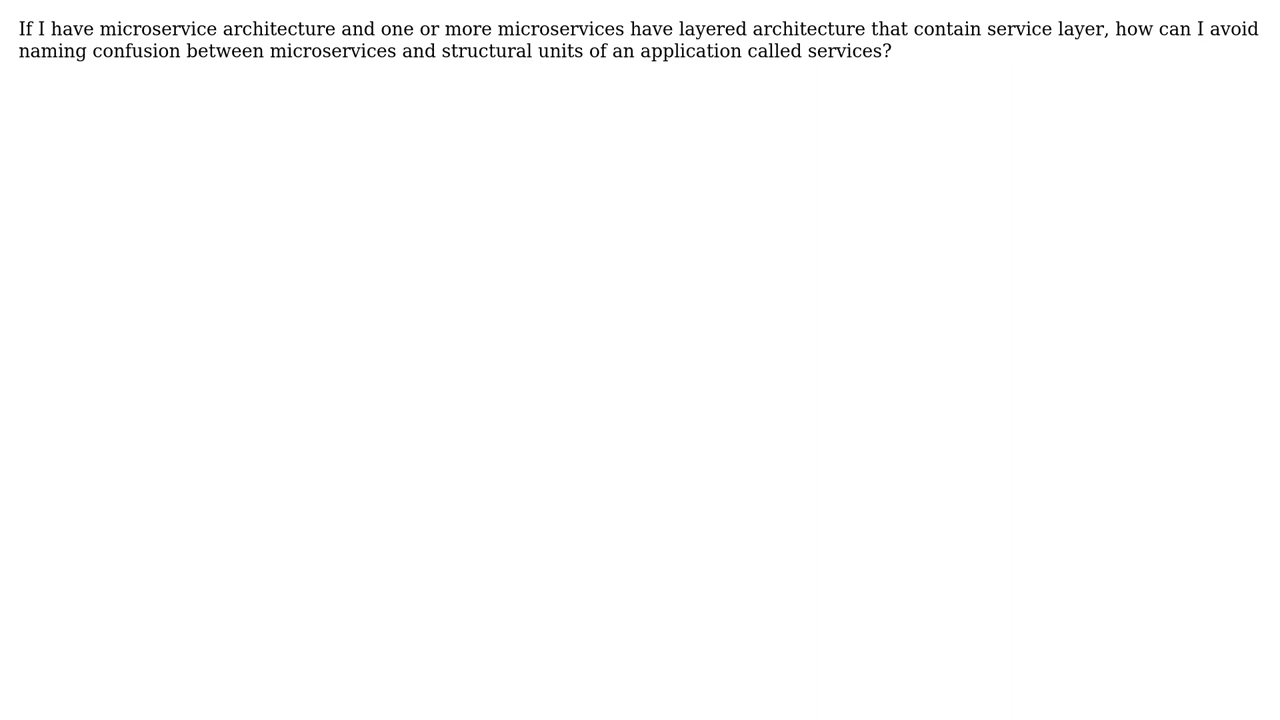 If I have microservice architecture and one or more microservices have layered architecture that contain service layer, how can I avoid
naming confusion between microservices and structural units of an application called services?